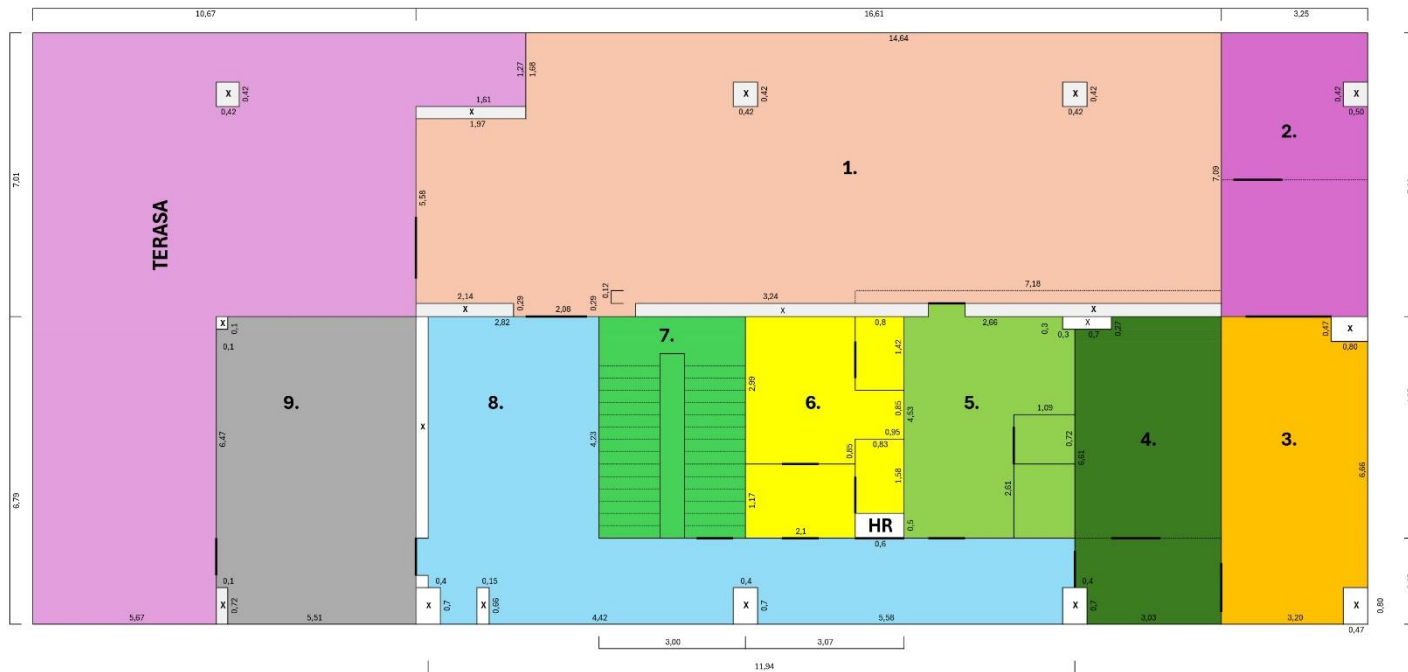 10,67 16,61 3,25
14,64
1,27 1,68
X 0,42 X 0,42 X 0,42 0,42 X
1,61
0,42 X 0,42 0,42 0,50
1,97
2.
1.
7,01 5,58 7,09
TERASA
7,18
0,12
2,14 0,29 2,08 0,29 3,24
X X X
X 0,1 2,82 7. 0,8 2,66 0,3 X 0,27 0,47 X
0,3 0,7
0,1 1,42 0,80
2,99
9. 8. 6. 0,85 5. 4. 3.
4,53 1,09
X 6,47 4,23 0,95 0,72 6,61 6,66
0,83
0,85
1,58
6,79 1,17 2,61
HR 0,5
2,1
0,6
0,1 0,4 0,15 0,4 0,4
X 0,72 X 0,7 X 0,66 X 0,7 X 0,7 X 0,80
5,67 5,51 4,42 5,58 3,03 3,20
0,47
3,00 3,07
11,94